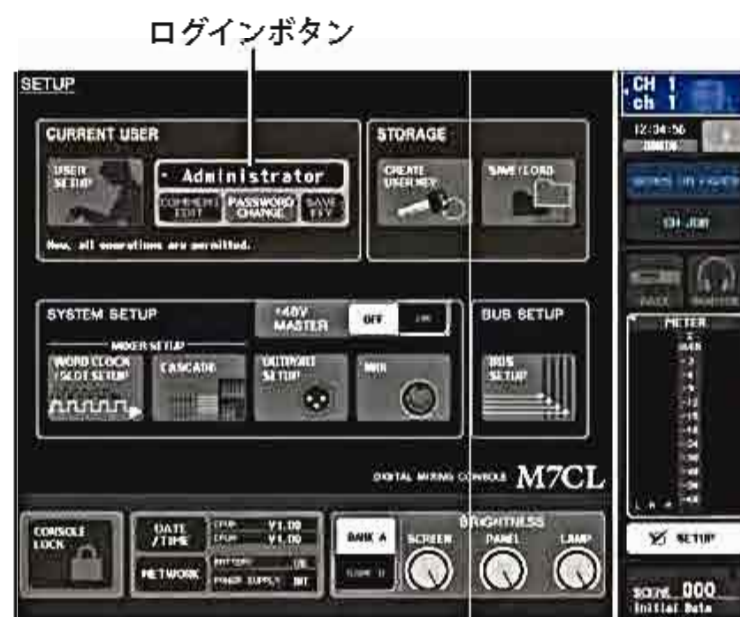 ログインボタン
SETUP
CURRENT USER
USER SETUP
Administrator
COMMENT EDIT
PASSWORD CHANGE
SAVE KEY
Now, all operations are permitted.
STORAGE
CREATE USER KEY
SAVE/LOAD
SYSTEM SETUP
+48V MASTER
OFF
MIXER SETUP
WORD CLOCK /SLOT SETUP
CASCADE
OUTPORT SETUP
BUS SETUP
BUS SETUP
DIGITAL MIXING CONSOLE M7CL
CONSOLE LOCK
DATE /TIME
V1.00
V1.00
NETWORK
BATTERY
POWER SUPPLY INT
BRIGHTNESS
BANK A
SCREEN
PANEL
LAMP
CH 1
ch 1
12:34:56
CH JOB
METER
SETUP
SCENE 000
Initial Data